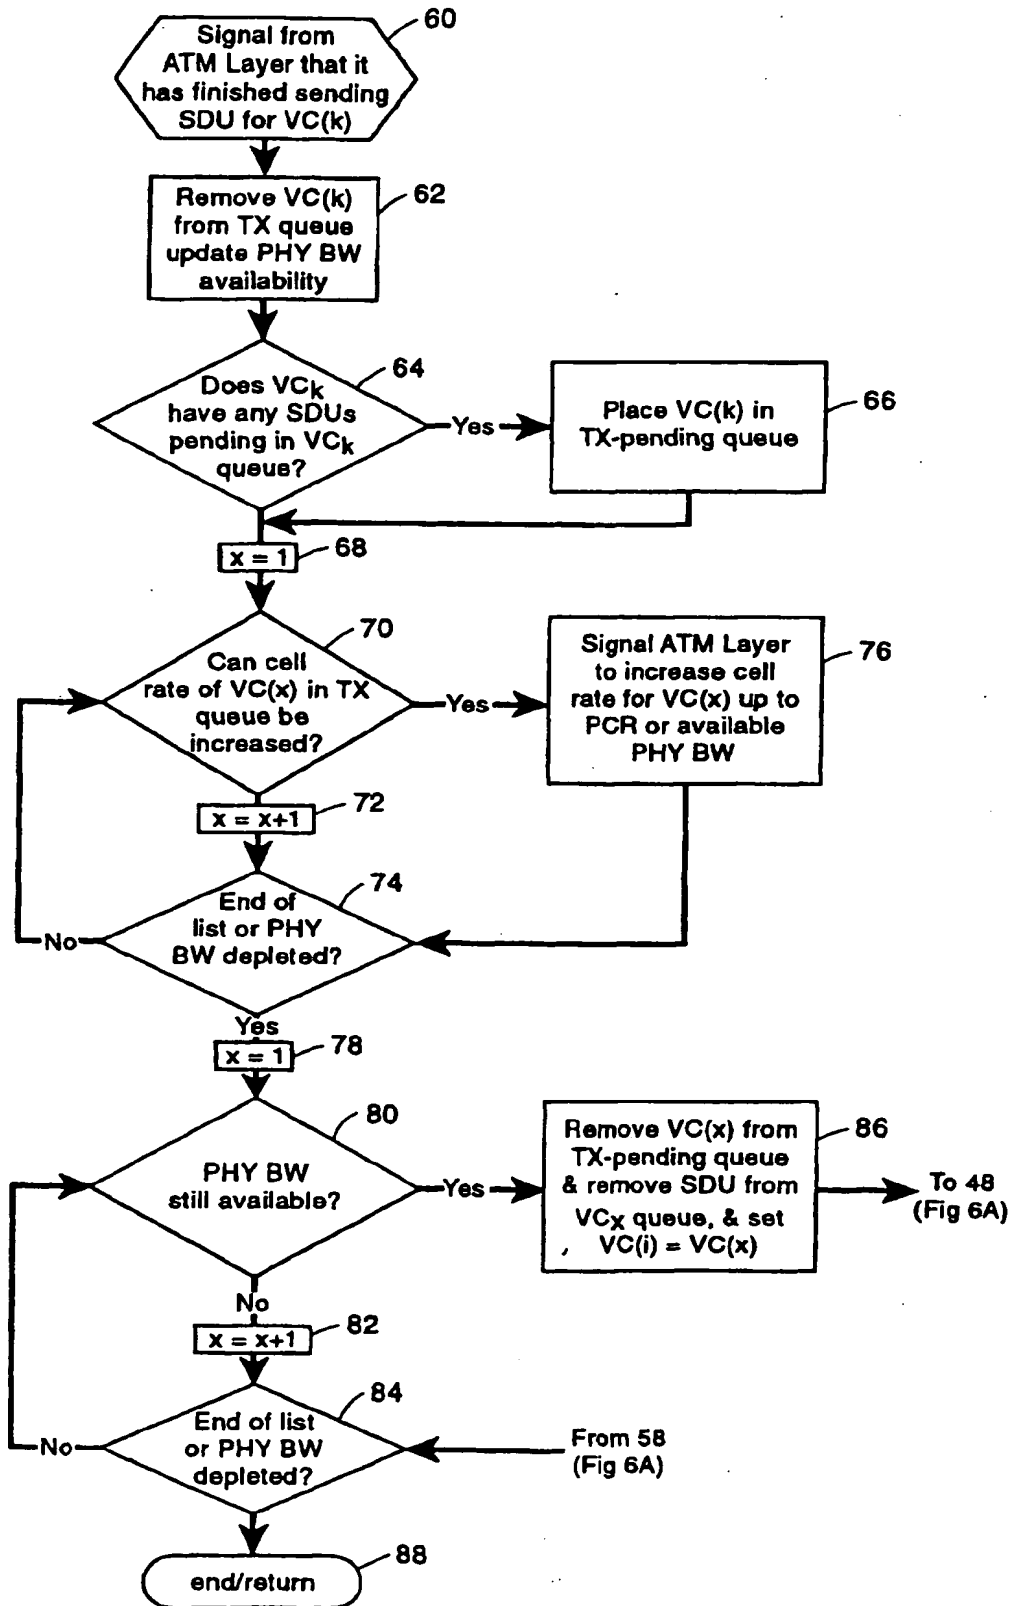 Signal from
ATM Layer that it
has finished sending
SDU for VC(k)
60
Remove VC(k)
from TX queue
update PHY BW
availability
62
Does VCk
have any SDUs
pending in VCk
queue?
64
Yes
Place VC(k) in
TX-pending queue
66
x = 1
68
Can cell
rate of VC(x) in TX
queue be
increased?
70
Yes
Signal ATM Layer
to increase cell
rate for VC(x) up to
PCR or available
PHY BW
76
x = x+1
72
End of
list or PHY
BW depleted?
74
No
Yes
x = 1
78
PHY BW
still available?
80
Yes
Remove VC(x) from
TX-pending queue
& remove SDU from
VCx queue, & set
VC(i) = VC(x)
86
To 48
(Fig 6A)
No
x = x+1
82
End of list
or PHY BW
depleted?
84
No
From 58
(Fig 6A)
end/return
88